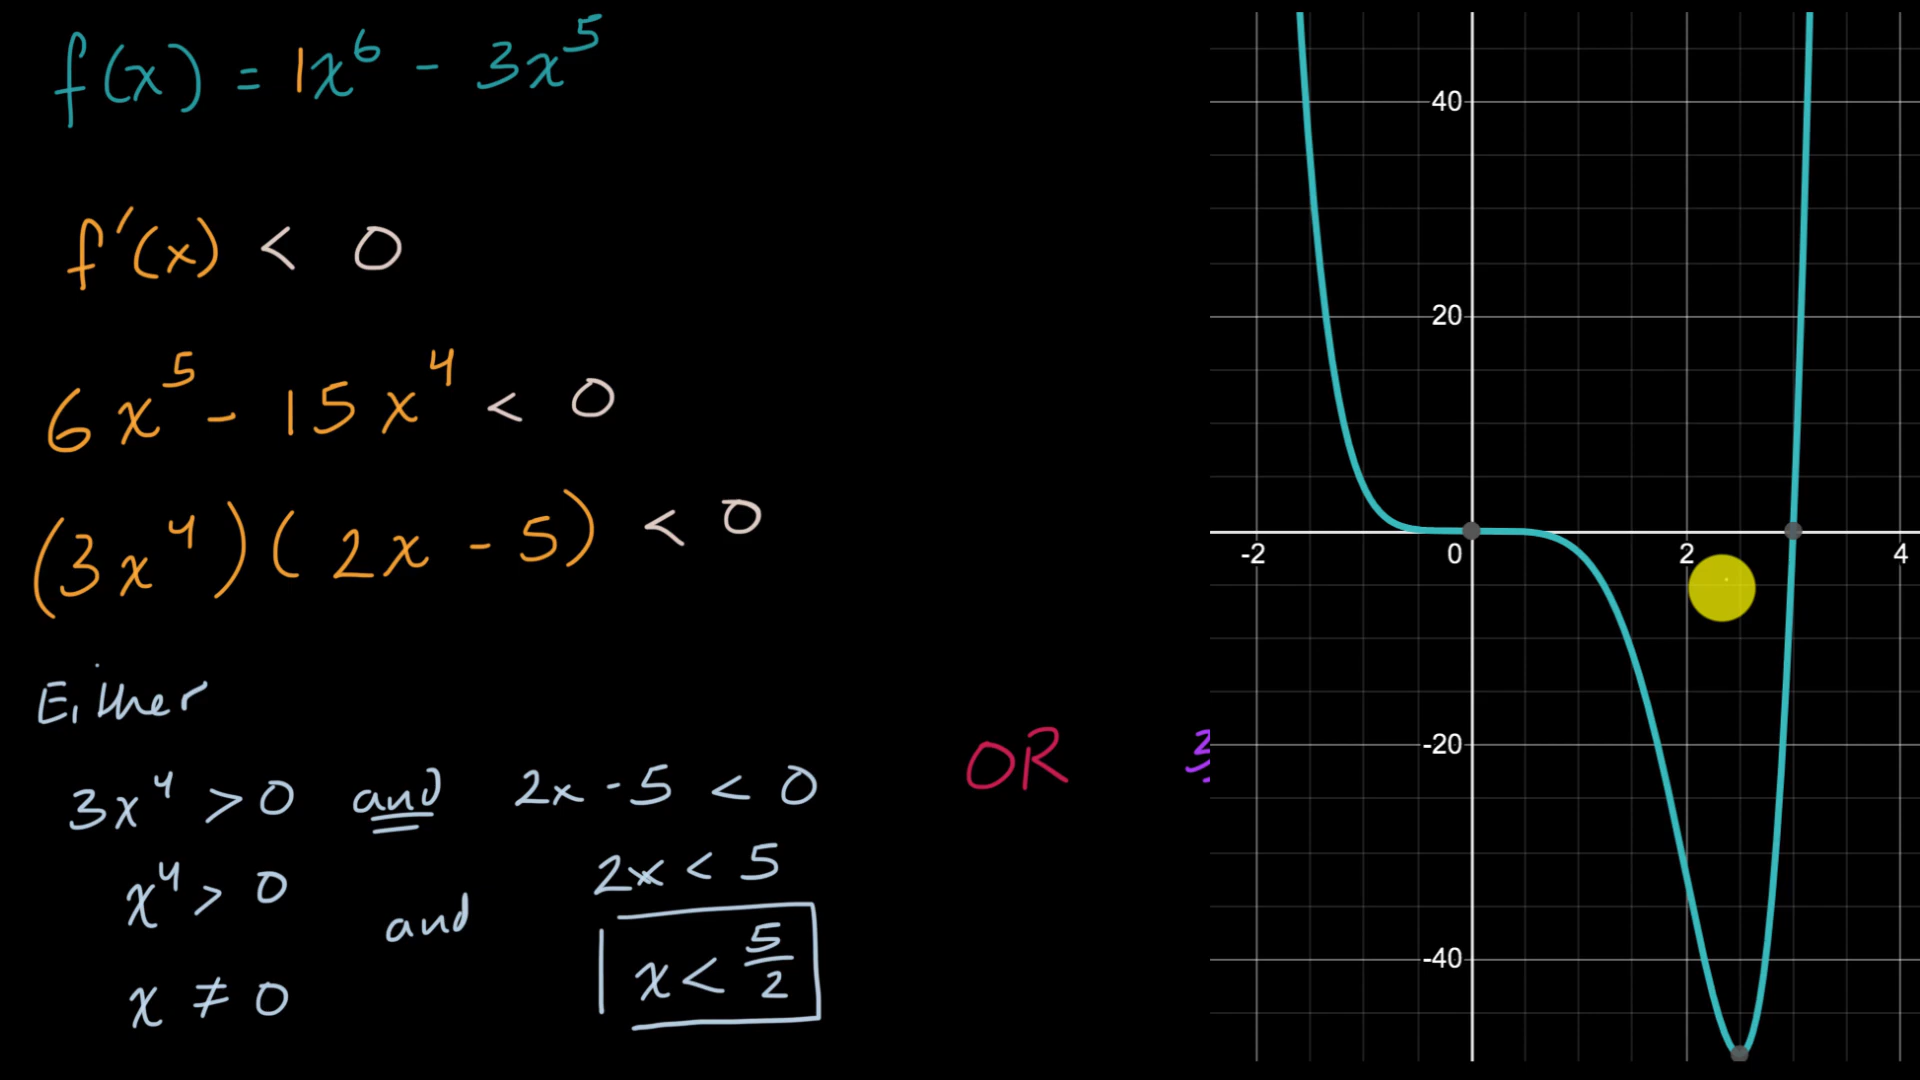 f(x) = 1x⁶ - 3x⁵
f'(x) < 0
6x⁵ - 15x⁴ < 0
(3x⁴)(2x - 5) < 0
Either
3x⁴ > 0 and 2x - 5 < 0 OR
x⁴ > 0 and 2x < 5
x ≠ 0 x < 5/2
40
20
-2 0 2 4
-20
-40